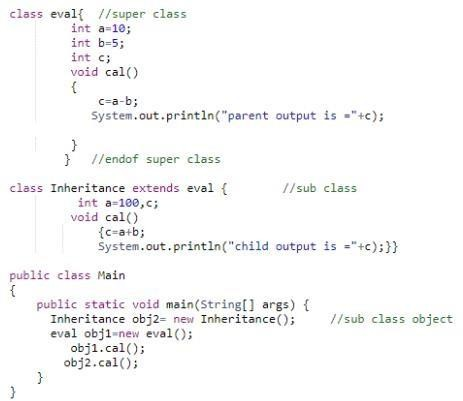 class eval{  //super class
int a=10;
int b=5;
int c;
void cal()
{
c=a-b;
System.out.println("parent output is ="+c);
}
}   //endof super class
class Inheritance extends eval {        //sub class
int a=100,c;
void cal()
{c=a+b;
System.out.println("child output is ="+c);}}
public class Main
{
public static void main(String[] args) {
Inheritance obj2= new Inheritance();     //sub class object
eval obj1=new eval();
obj1.cal();
obj2.cal();
}
}